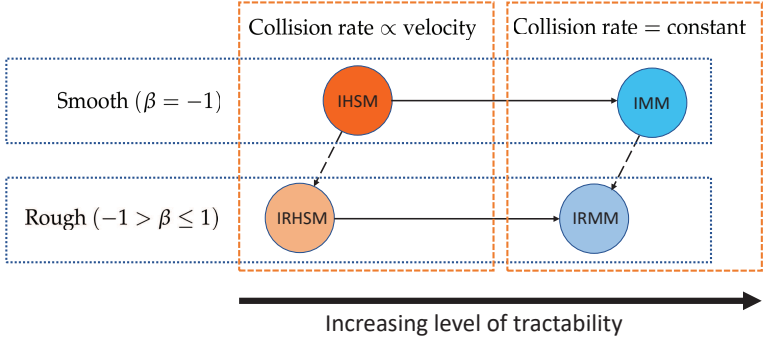 Collision rate ∝ velocity
Collision rate = constant
Smooth (β = −1)
IHSM
IMM
Rough (−1 > β ≤ 1)
IRHSM
IRMM
Increasing level of tractability